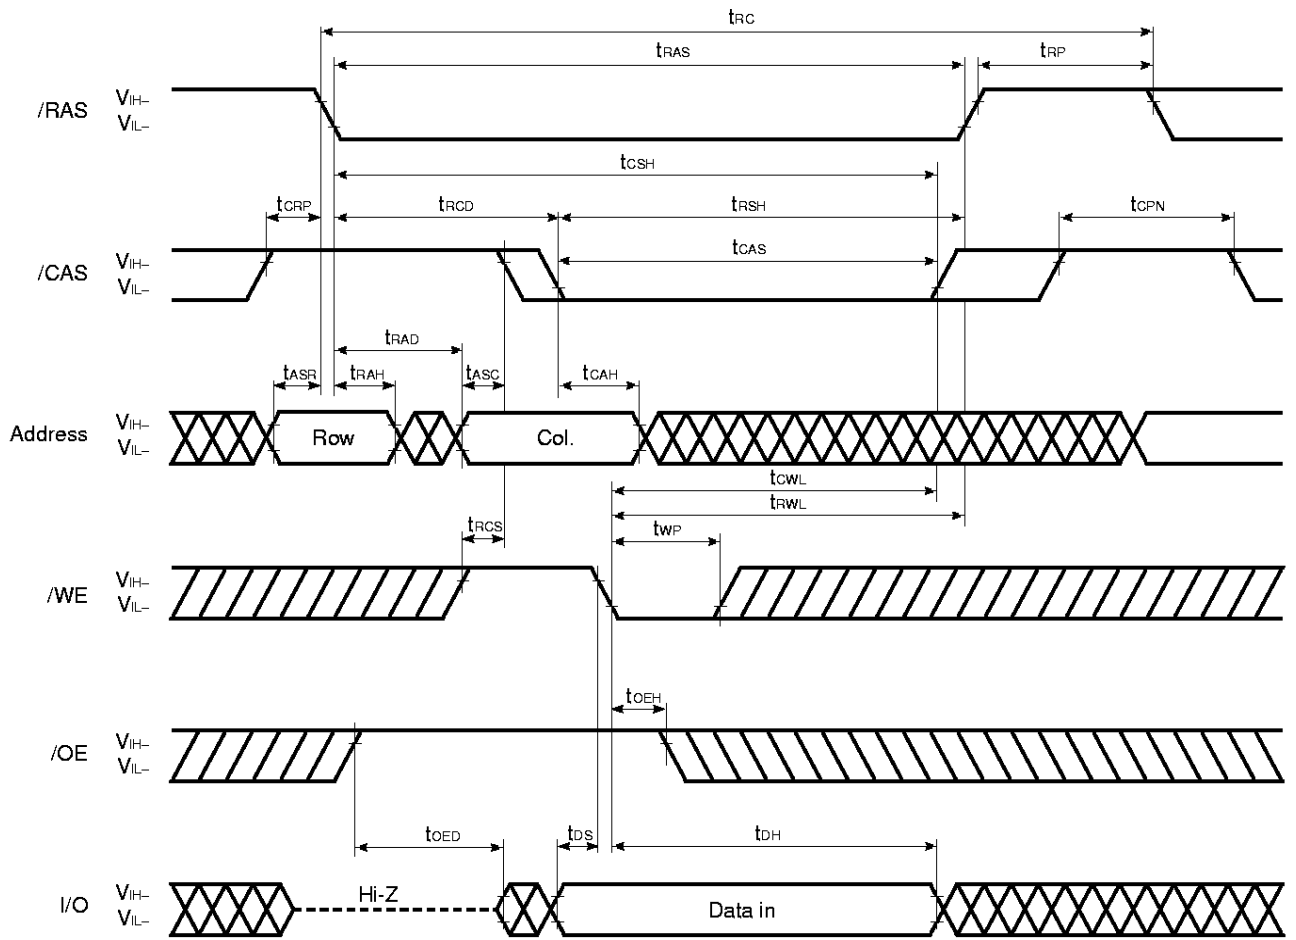 tRC
tRAS
tRP
/RAS
VIH–
VIL–
tCSH
tCRP
tRCD
tRSH
tCPN
tCAS
/CAS
VIH–
VIL–
tRAD
tASR
tRAH
tASC
tCAH
Address
VIH–
VIL–
Row
Col.
tCWL
tRWL
tRCS
tWP
/WE
VIH–
VIL–
tOEH
/OE
VIH–
VIL–
tOED
tDS
tDH
I/O
VIH–
VIL–
Hi-Z
Data in